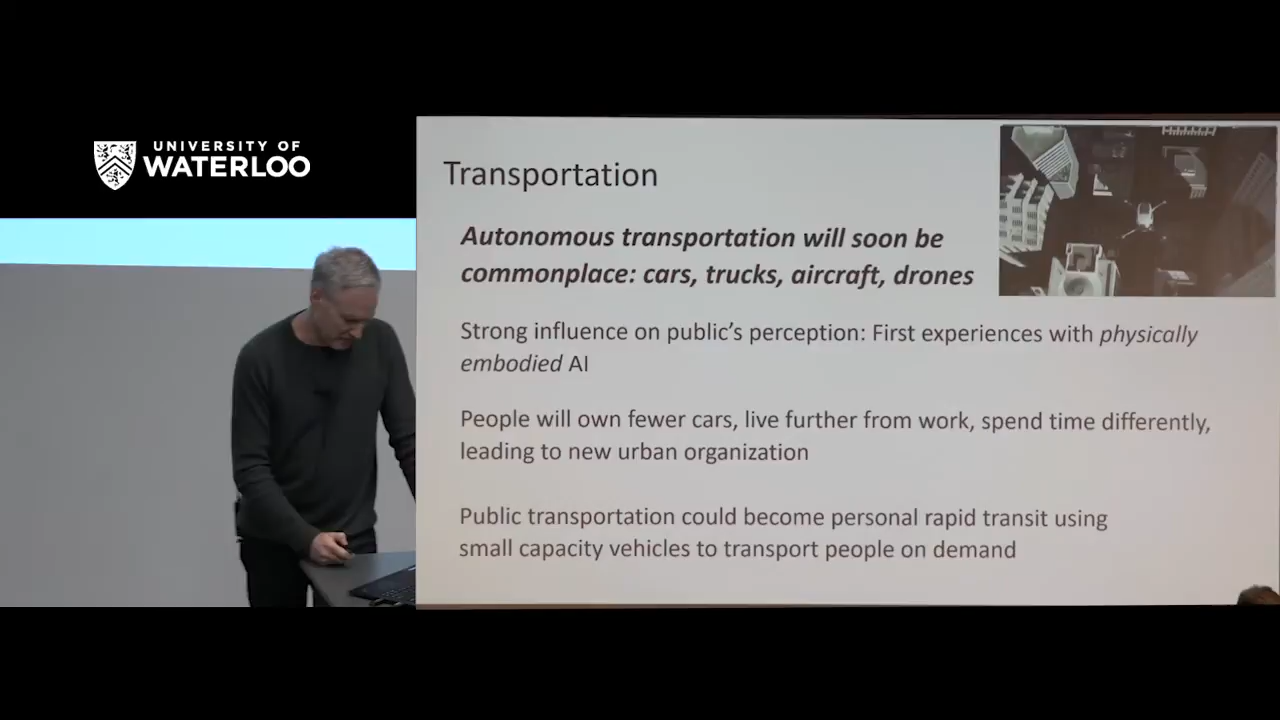 UNIVERSITY OF
WATERLOO
Transportation
Autonomous transportation will soon be
commonplace: cars, trucks, aircraft, drones
Strong influence on public’s perception: First experiences with physically
embodied AI
People will own fewer cars, live further from work, spend time differently,
leading to new urban organization
Public transportation could become personal rapid transit using
small capacity vehicles to transport people on demand